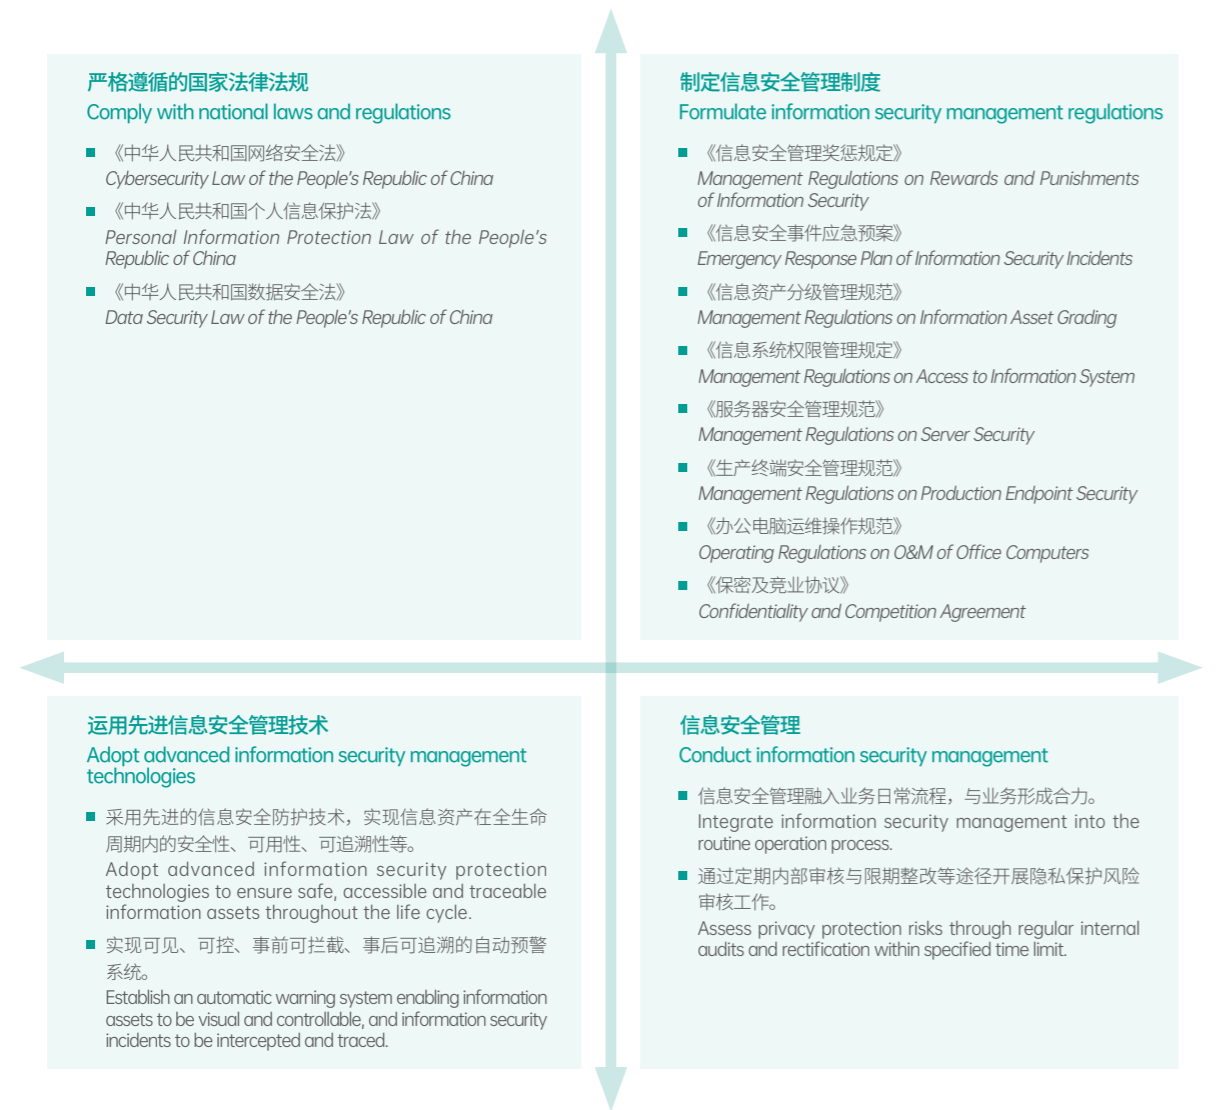 严格遵循的国家法律法规
Comply with national laws and regulations
《中华人民共和国网络安全法》
Cybersecurity Law of the People's Republic of China
《中华人民共和国个人信息保护法》
Personal Information Protection Law of the People's
Republic of China
《中华人民共和国数据安全法》
Data Security Law of the People's Republic of China
制定信息安全管理制度
Formulate information security management regulations
《信息安全管理奖惩规定》
Management Regulations on Rewards and Punishments
of Information Security
《信息安全事件应急预案》
Emergency Response Plan of Information Security Incidents
《信息资产分级管理规范》
Management Regulations on Information Asset Grading
《信息系统权限管理规定》
Management Regulations on Access to Information System
《服务器安全管理规范》
Management Regulations on Server Security
《生产终端安全管理规范》
Management Regulations on Production Endpoint Security
《办公电脑运维操作规范》
Operating Regulations on O&M of Office Computers
《保密及竞业协议》
Confidentiality and Competition Agreement
运用先进信息安全管理技术
Adopt advanced information security management
technologies
采用先进的信息安全防护技术，实现信息资产在全生命
周期内的安全性、可用性、可追溯性等。
Adopt advanced information security protection
technologies to ensure safe, accessible and traceable
information assets throughout the life cycle.
实现可见、可控、事前可拦截、事后可追溯的自动预警
系统。
Establish an automatic warning system enabling information
assets to be visual and controllable, and information security
incidents to be intercepted and traced.
信息安全管理
Conduct information security management
信息安全管理融入业务日常流程，与业务形成合力。
Integrate information security management into the
routine operation process.
通过定期内部审核与限期整改等途径开展隐私保护风险
审核工作。
Assess privacy protection risks through regular internal
audits and rectification within specified time limit.